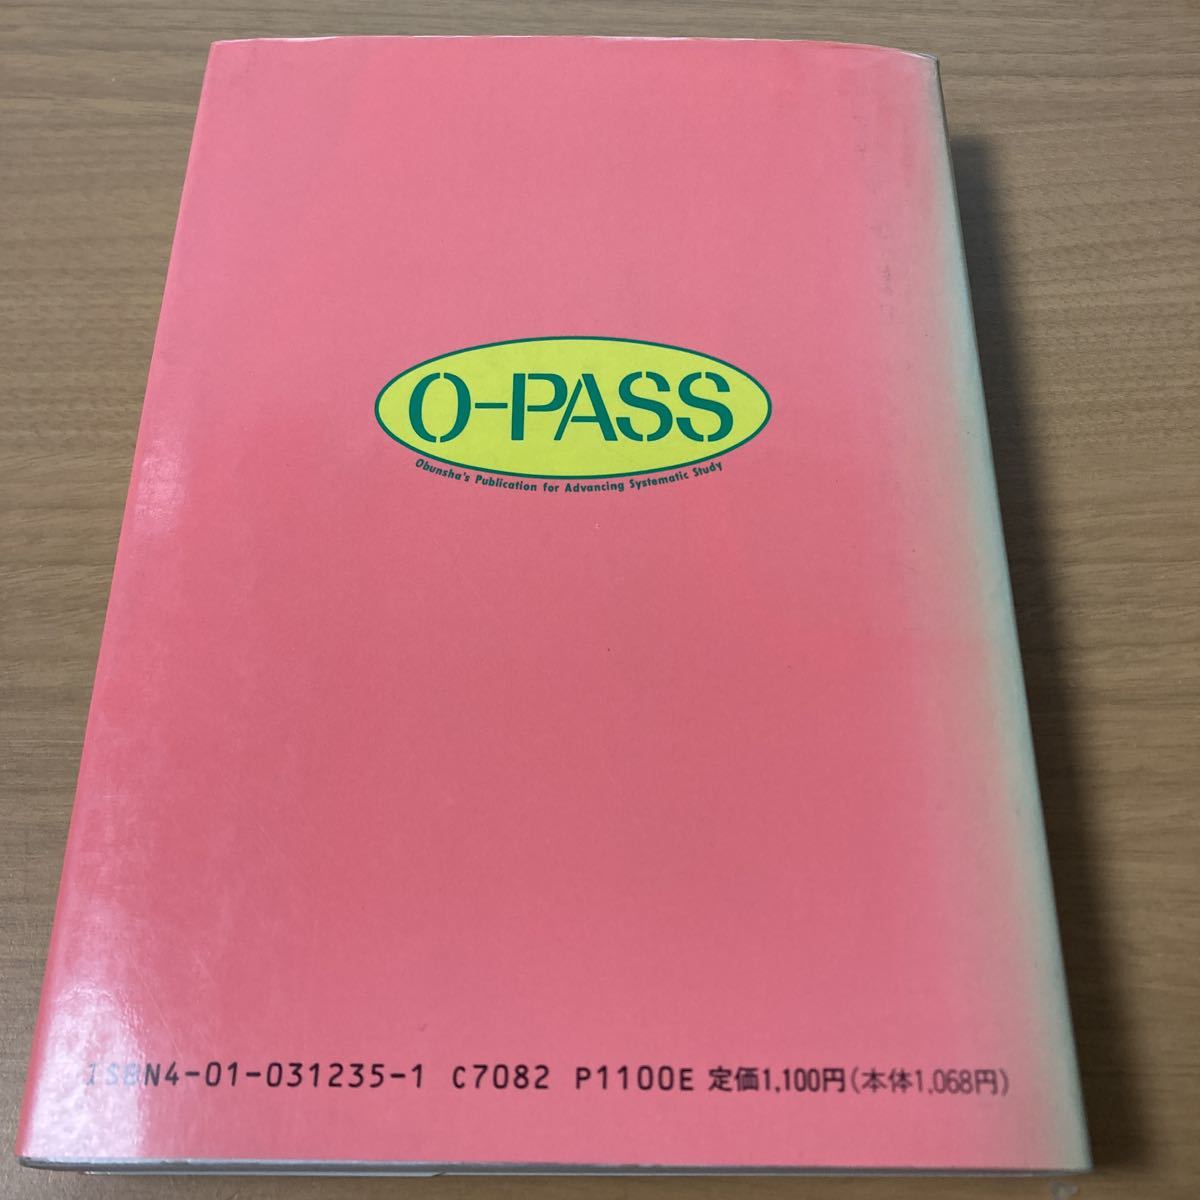 O-PASS
Obunsha's Publication for Advancing Systematic Study
ISBN4-01-031235-1 C7082 P1100E 定価1,100円(本体1,068円)